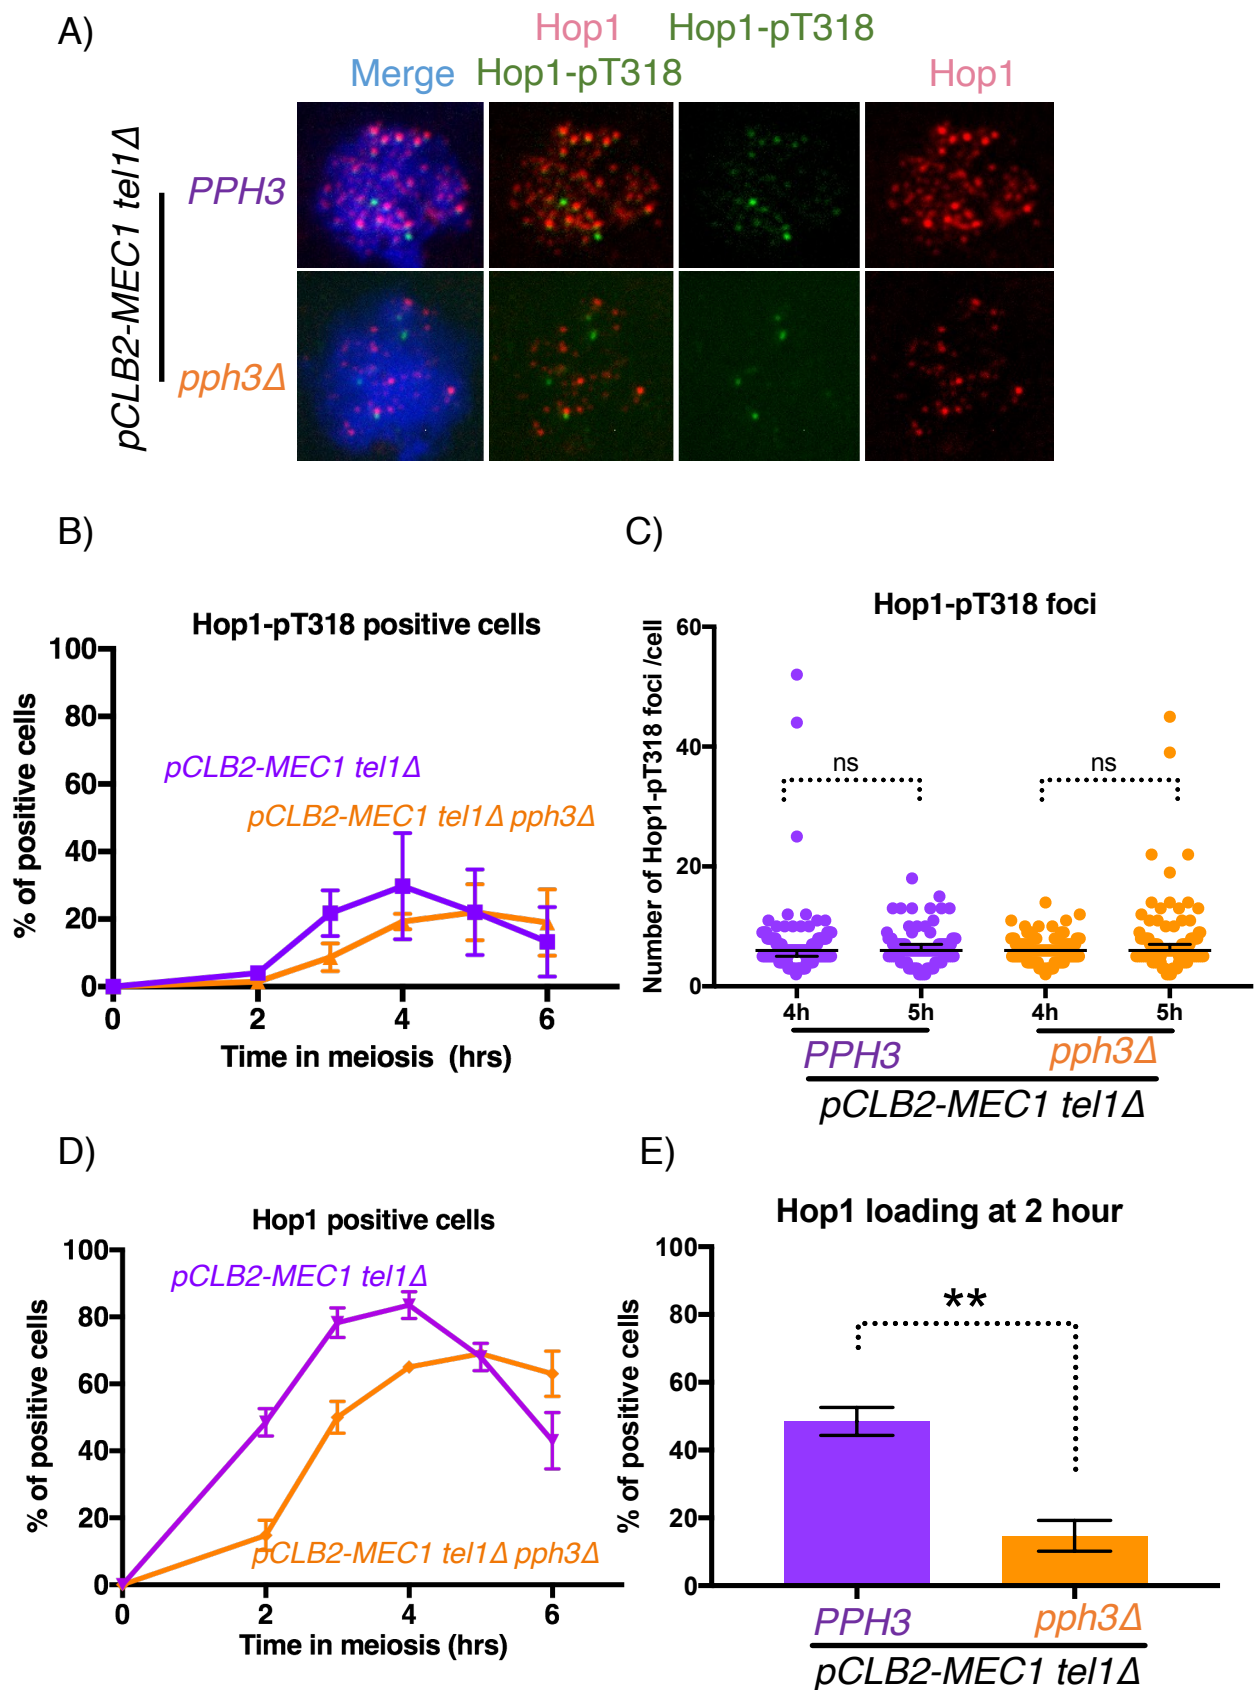 A)
Hop1 Hop1-pT318
Merge Hop1-pT318 Hop1
pCLB2-MEC1 tel1Δ
PPH3
pph3Δ
B)
Hop1-pT318 positive cells
% of positive cells
100
80
60
40
20
0
pCLB2-MEC1 tel1Δ
pCLB2-MEC1 tel1Δ pph3Δ
0 2 4 6
Time in meiosis (hrs)
C)
Hop1-pT318 foci
Number of Hop1-pT318 foci /cell
60
40
20
0
ns ns
4h 5h 4h 5h
PPH3 pph3Δ
pCLB2-MEC1 tel1Δ
D)
Hop1 positive cells
% of positive cells
100
80
60
40
20
0
pCLB2-MEC1 tel1Δ
pCLB2-MEC1 tel1Δ pph3Δ
0 2 4 6
Time in meiosis (hrs)
E)
Hop1 loading at 2 hour
% of positive cells
100
80
60
40
20
0
**
PPH3 pph3Δ
pCLB2-MEC1 tel1Δ